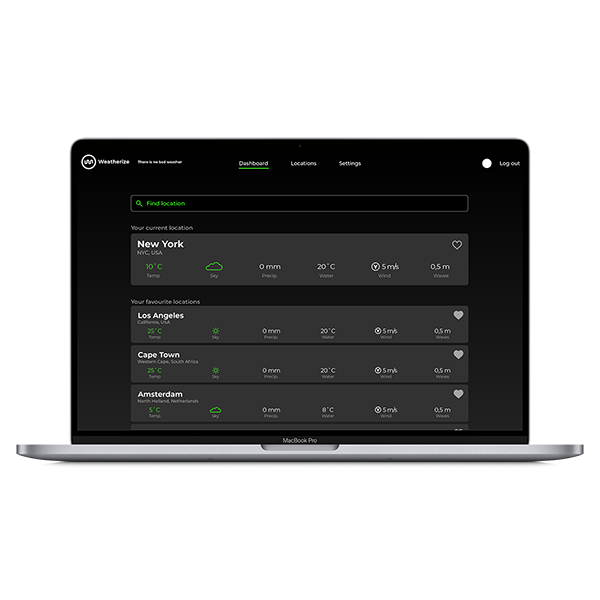 Weatherize There is no bad weather Dashboard Locations Settings Log out
Find location
Your current location
New York
NYC, USA
10°C 0 mm 20°C 5 m/s 0,5 m
Temp Sky Precip. Water Wind Waves
Your favourite locations
Los Angeles
California, USA
25°C 0 mm 20°C 5 m/s 0,5 m
Temp. Sky Precip. Water Wind Waves
Cape Town
Western Cape, South Africa
25°C 0 mm 20°C 5 m/s 0,5 m
Temp. Sky Precip. Water Wind Waves
Amsterdam
North Holland, Netherlands
5°C 0 mm 8°C 5 m/s 0,5 m
Temp. Sky Precip. Water Wind Waves
MacBook Pro